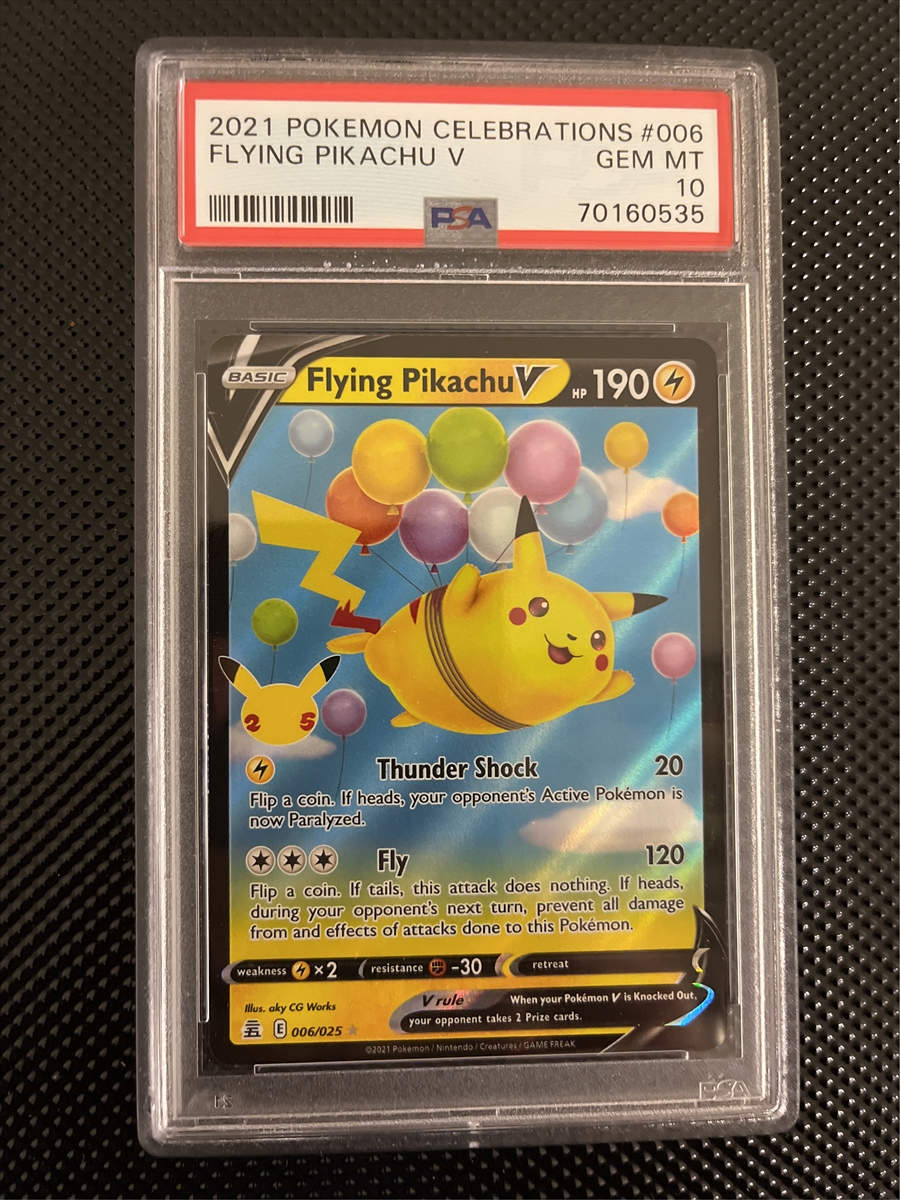 2021 POKEMON CELEBRATIONS #006
FLYING PIKACHU V GEM MT
10
PSA 70160535
BASIC Flying Pikachu V HP 190
2 5
Thunder Shock 20
Flip a coin. If heads, your opponent's Active Pokémon is
now Paralyzed.
Fly 120
Flip a coin. If tails, this attack does nothing. If heads,
during your opponent's next turn, prevent all damage
from and effects of attacks done to this Pokémon.
weakness ×2 resistance -30 retreat
V rule When your Pokémon V is Knocked Out,
your opponent takes 2 Prize cards.
Illus. aky CG Works
E 006/025
©2021 Pokémon / Nintendo / Creatures / GAME FREAK
PSA